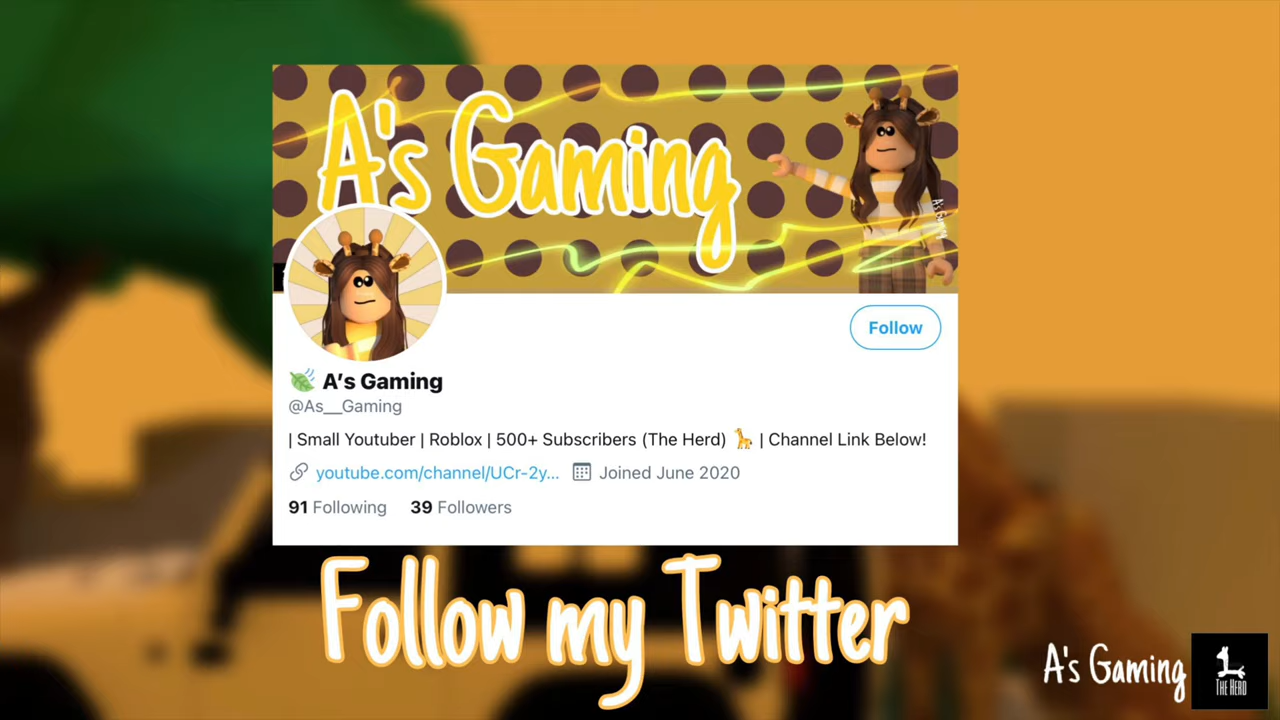 A's Gaming
A's Gaming
Follow
🍃 A's Gaming
@As__Gaming
| Small Youtuber | Roblox | 500+ Subscribers (The Herd) 🦒 | Channel Link Below!
youtube.com/channel/UCr-2y... Joined June 2020
91 Following 39 Followers
Follow my Twitter
A's Gaming
THE HERD